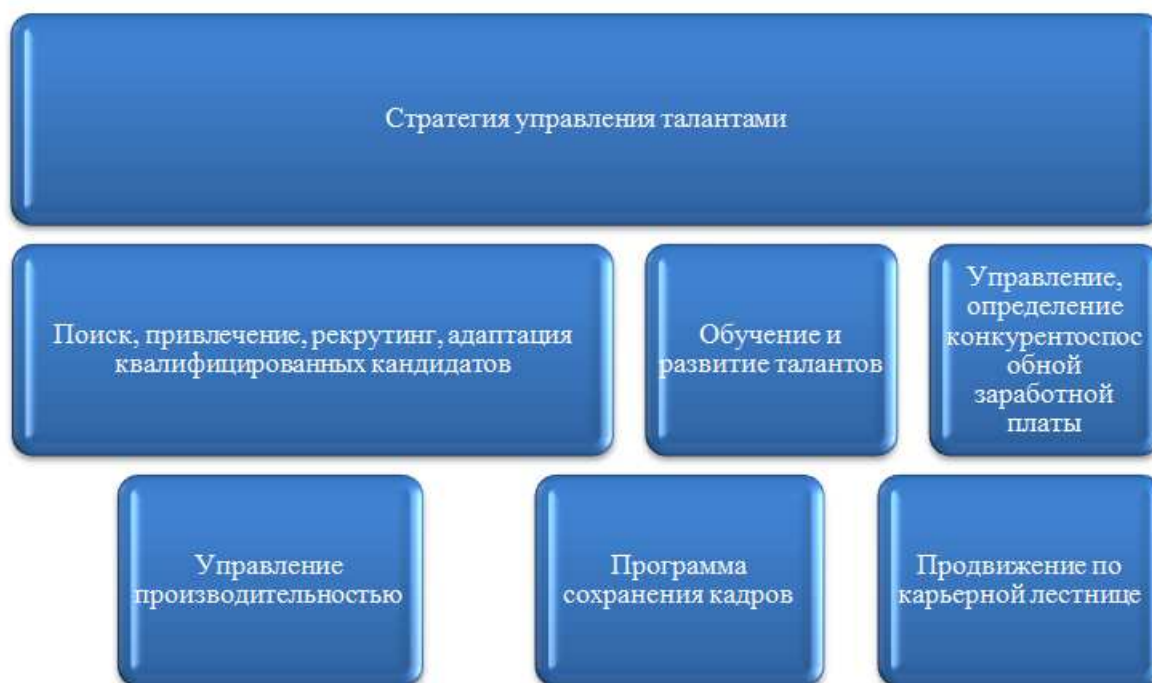 Стратегия управления талантами
Поиск, привлечение, рекрутинг, адаптация
квалифицированных кандидатов
Обучение и
развитие талантов
Управление,
определение
конкурентоспос
обной
заработной
платы
Управление
производительностью
Программа
сохранения кадров
Продвижение по
карьерной лестнице